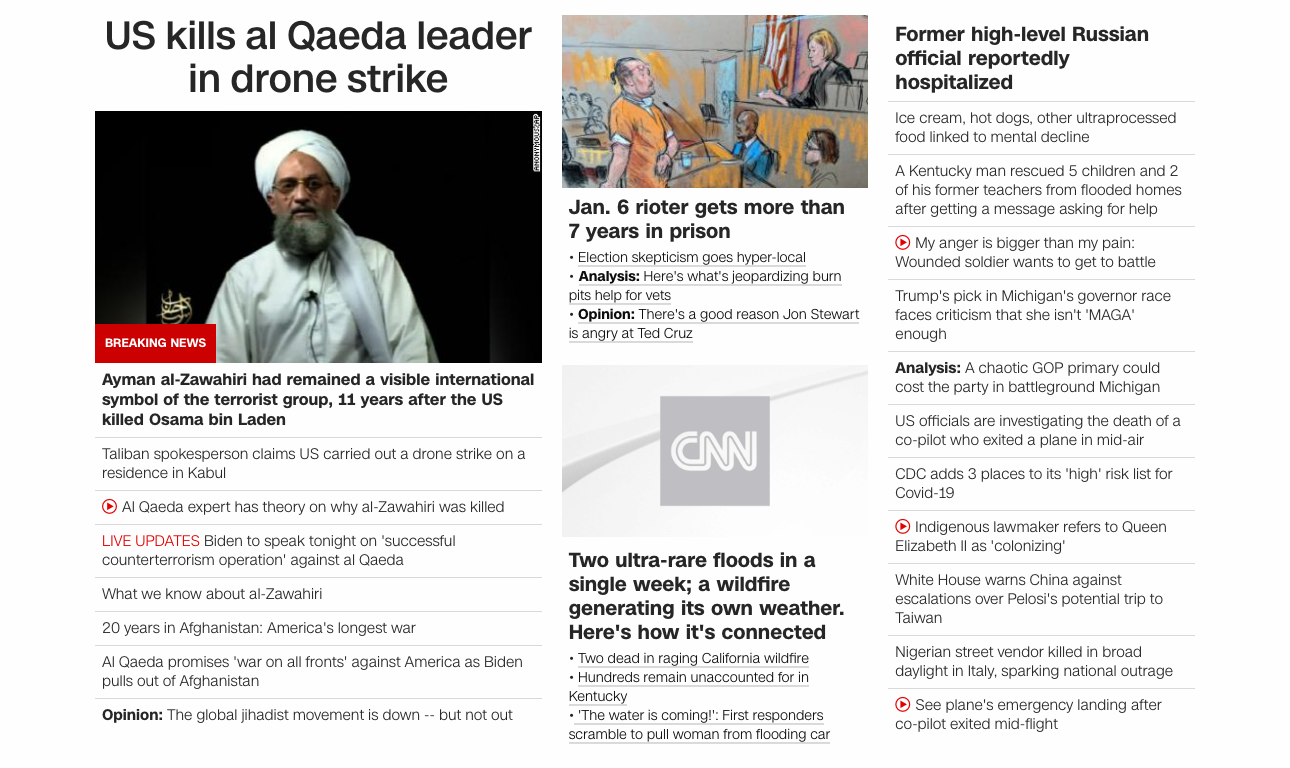 US kills al Qaeda leader
in drone strike
ANONYMOUS/AP
BREAKING NEWS
Ayman al-Zawahiri had remained a visible international
symbol of the terrorist group, 11 years after the US
killed Osama bin Laden
Taliban spokesperson claims US carried out a drone strike on a
residence in Kabul
Al Qaeda expert has theory on why al-Zawahiri was killed
LIVE UPDATES Biden to speak tonight on 'successful
counterterrorism operation' against al Qaeda
What we know about al-Zawahiri
20 years in Afghanistan: America's longest war
Al Qaeda promises 'war on all fronts' against America as Biden
pulls out of Afghanistan
Opinion: The global jihadist movement is down -- but not out
Jan. 6 rioter gets more than
7 years in prison
• Election skepticism goes hyper-local
• Analysis: Here's what's jeopardizing burn
pits help for vets
• Opinion: There's a good reason Jon Stewart
is angry at Ted Cruz
CNN
Two ultra-rare floods in a
single week; a wildfire
generating its own weather.
Here's how it's connected
• Two dead in raging California wildfire
• Hundreds remain unaccounted for in
Kentucky
• 'The water is coming!': First responders
scramble to pull woman from flooding car
Former high-level Russian
official reportedly
hospitalized
Ice cream, hot dogs, other ultraprocessed
food linked to mental decline
A Kentucky man rescued 5 children and 2
of his former teachers from flooded homes
after getting a message asking for help
My anger is bigger than my pain:
Wounded soldier wants to get to battle
Trump's pick in Michigan's governor race
faces criticism that she isn't 'MAGA'
enough
Analysis: A chaotic GOP primary could
cost the party in battleground Michigan
US officials are investigating the death of a
co-pilot who exited a plane in mid-air
CDC adds 3 places to its 'high' risk list for
Covid-19
Indigenous lawmaker refers to Queen
Elizabeth II as 'colonizing'
White House warns China against
escalations over Pelosi's potential trip to
Taiwan
Nigerian street vendor killed in broad
daylight in Italy, sparking national outrage
See plane's emergency landing after
co-pilot exited mid-flight